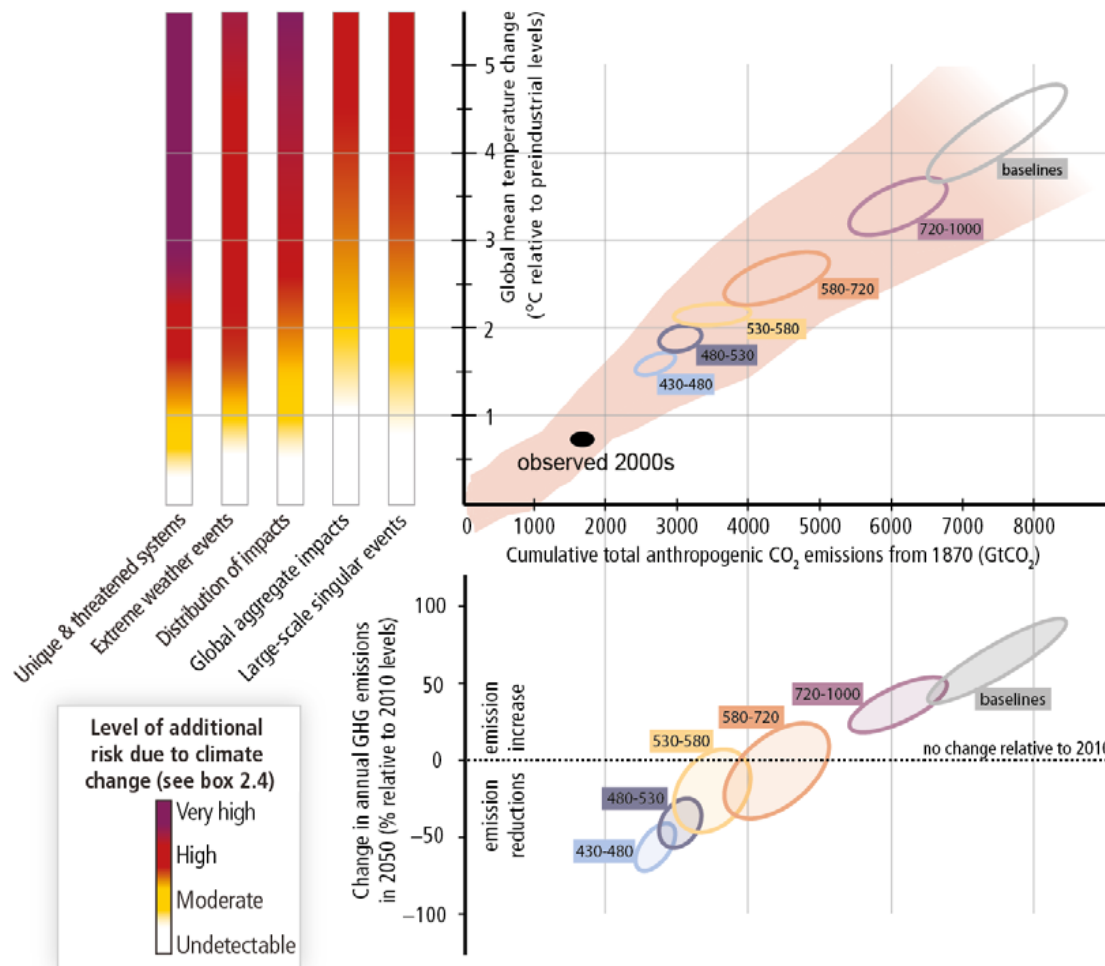 5
4
3
2
1
Global mean temperature change
(°C relative to preindustrial levels)
baselines
720-1000
580-720
530-580
480-530
430-480
observed 2000s
0 1000 2000 3000 4000 5000 6000 7000 8000
Cumulative total anthropogenic CO₂ emissions from 1870 (GtCO₂)
Unique & threatened systems
Extreme weather events
Distribution of impacts
Global aggregate impacts
Large-scale singular events
Level of additional
risk due to climate
change (see box 2.4)
Very high
High
Moderate
Undetectable
Change in annual GHG emissions
in 2050 (% relative to 2010 levels)
100
50
0
−50
−100
emission
increase
emission
reductions
720-1000
baselines
580-720
530-580
no change relative to 2010
480-530
430-480